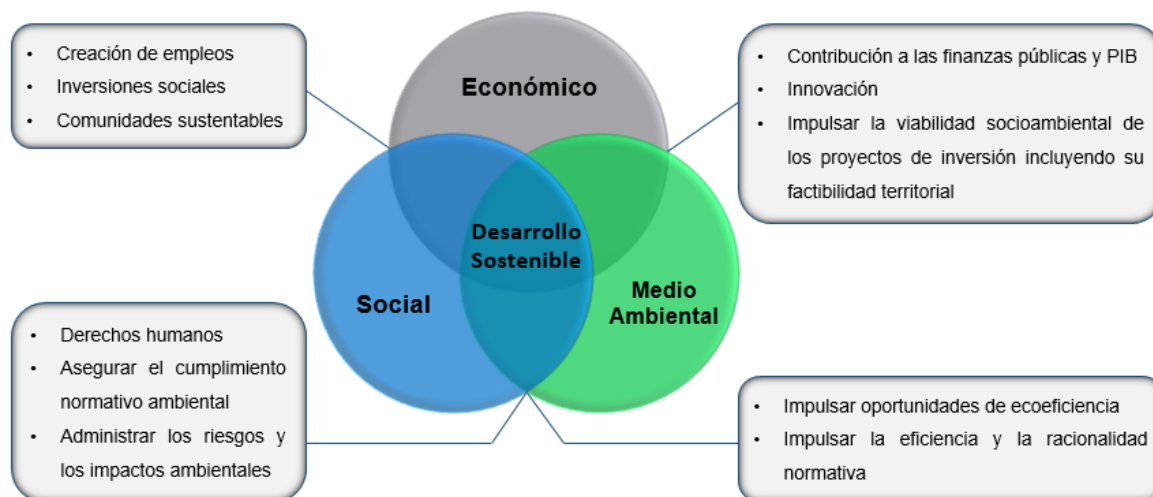 • Creación de empleos
• Inversiones sociales
• Comunidades sustentables
Económico
• Contribución a las finanzas públicas y PIB
• Innovación
• Impulsar la viabilidad socioambiental de
los proyectos de inversión incluyendo su
factibilidad territorial
Desarrollo
Sostenible
Social
Medio
Ambiental
• Derechos humanos
• Asegurar el cumplimiento
normativo ambiental
• Administrar los riesgos y
los impactos ambientales
• Impulsar oportunidades de ecoeficiencia
• Impulsar la eficiencia y la racionalidad
normativa